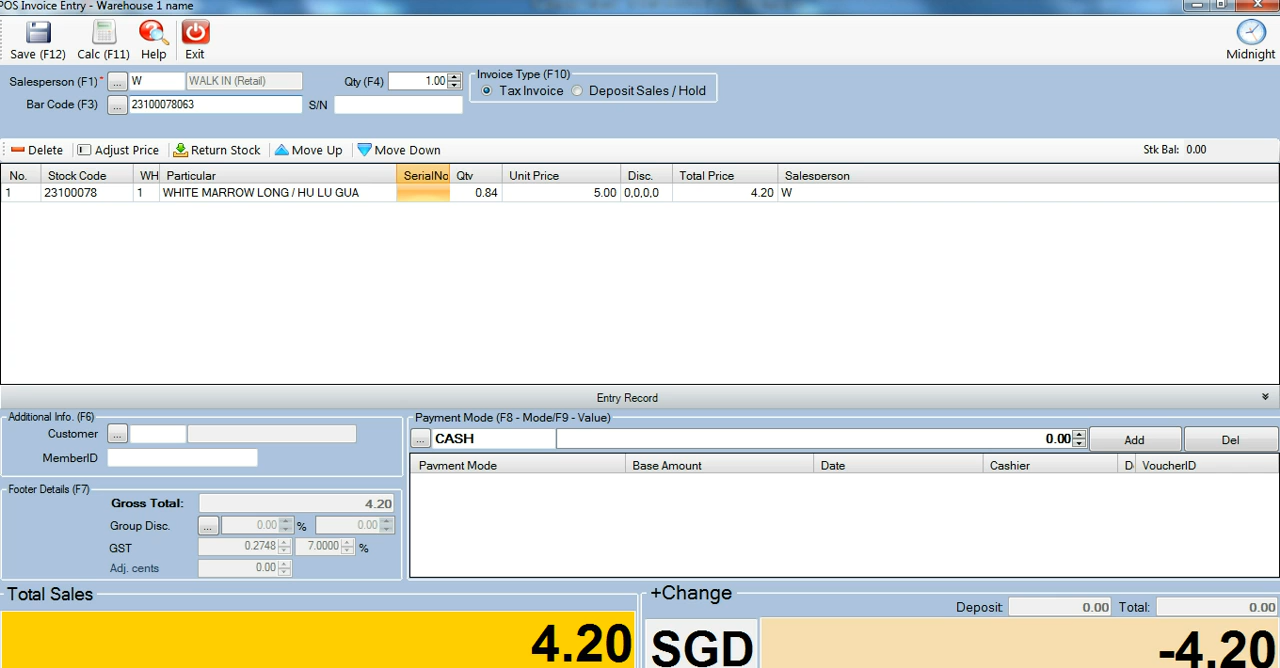 POS Invoice Entry - Warehouse 1 name
Save (F12) Calc (F11) Help Exit Midnight
Salesperson (F1)* ... W WALK IN (Retail) Qty (F4) 1.00 Invoice Type (F10)
Tax Invoice Deposit Sales / Hold
Bar Code (F3) ... 23100078063 S/N
Delete Adjust Price Return Stock Move Up Move Down Stk Bal: 0.00
No. Stock Code WH Particular SerialNo Qty Unit Price Disc. Total Price Salesperson
1 23100078 1 WHITE MARROW LONG / HU LU GUA 0.84 5.00 0,0,0,0 4.20 W
Entry Record
Additional Info. (F6)
Customer ...
MemberID
Payment Mode (F8 - Mode/F9 - Value)
... CASH 0.00 Add Del
Payment Mode Base Amount Date Cashier D VoucherID
Footer Details (F7)
Gross Total: 4.20
Group Disc. ... 0.00 % 0.00
GST 0.2748 7.0000 %
Adj. cents 0.00
Total Sales
4.20
+Change
Deposit 0.00 Total: 0.00
SGD -4.20